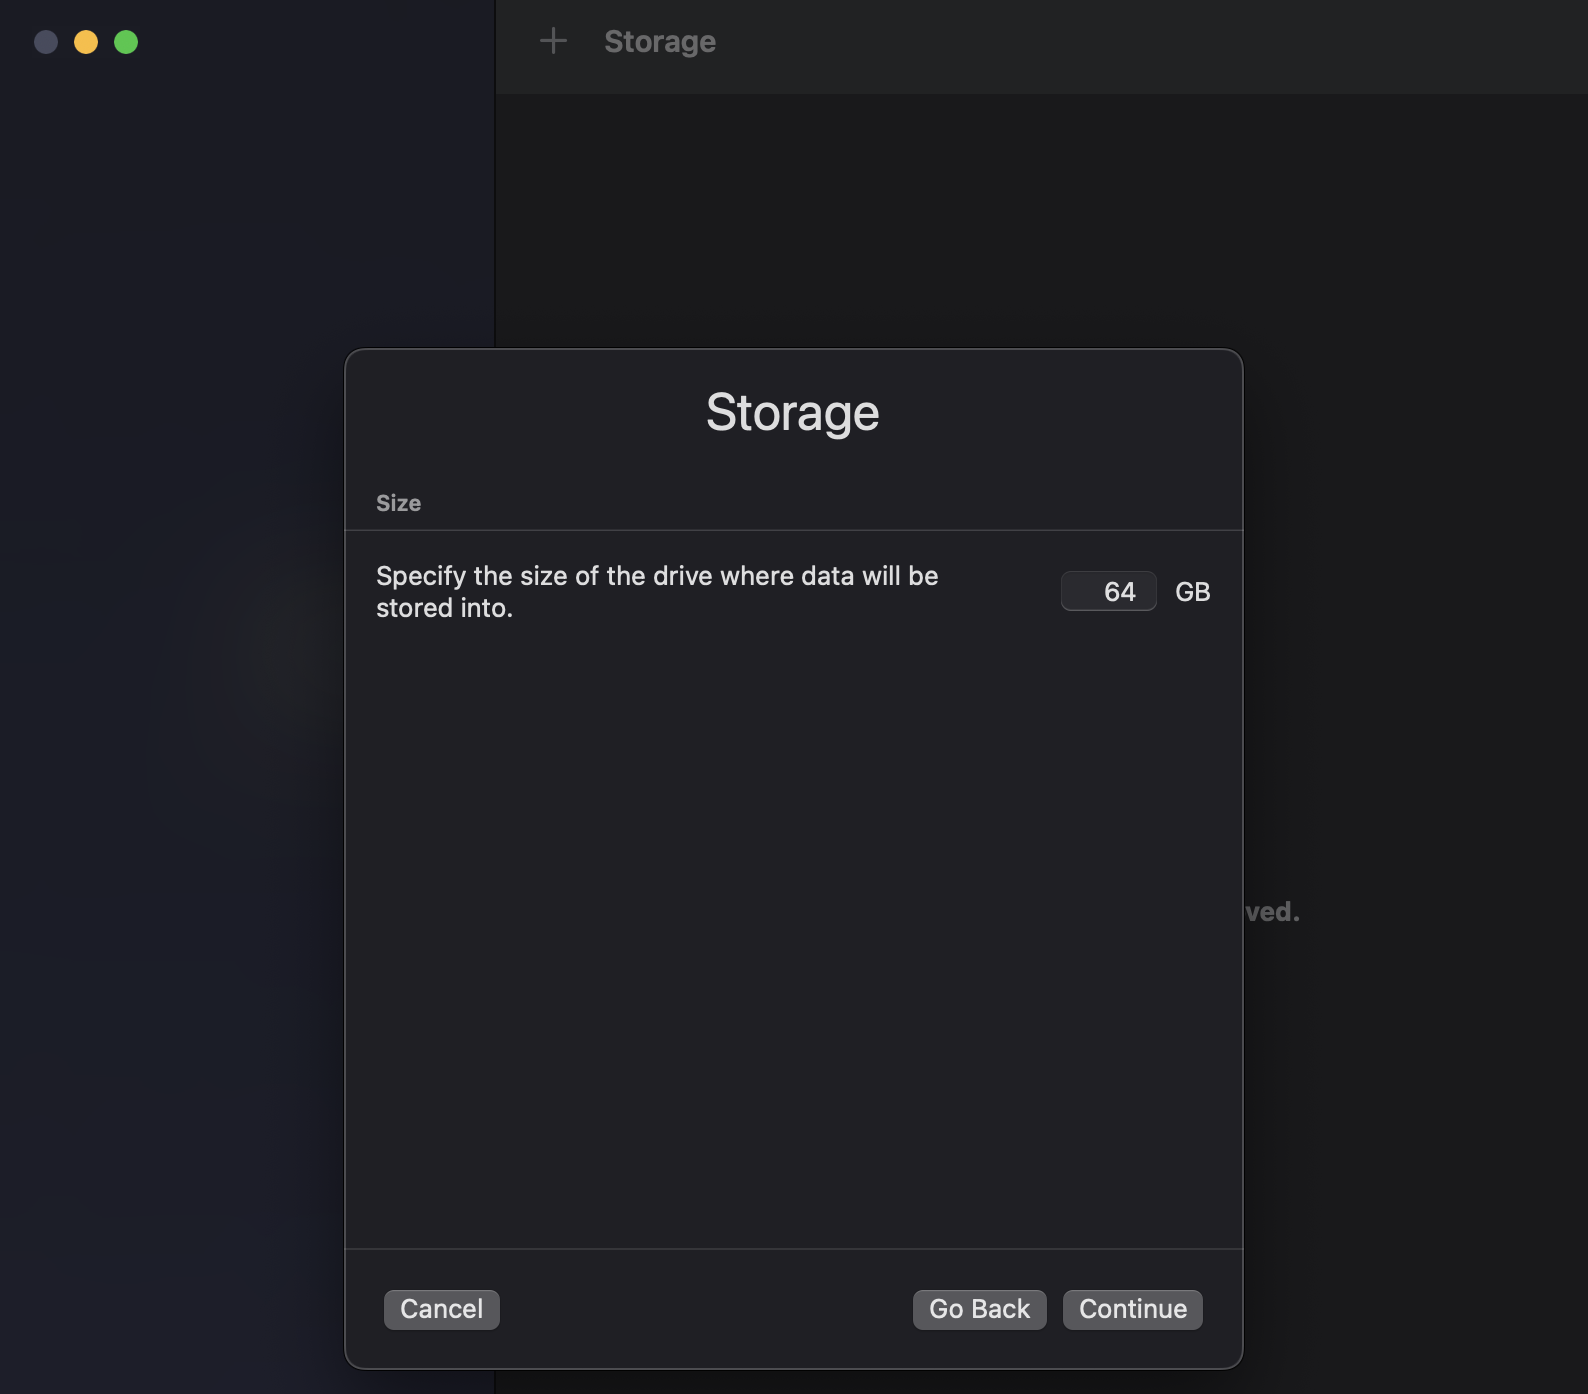 Storage
Storage
Size
Specify the size of the drive where data will be
stored into.
64 GB
ved.
Cancel
Go Back
Continue